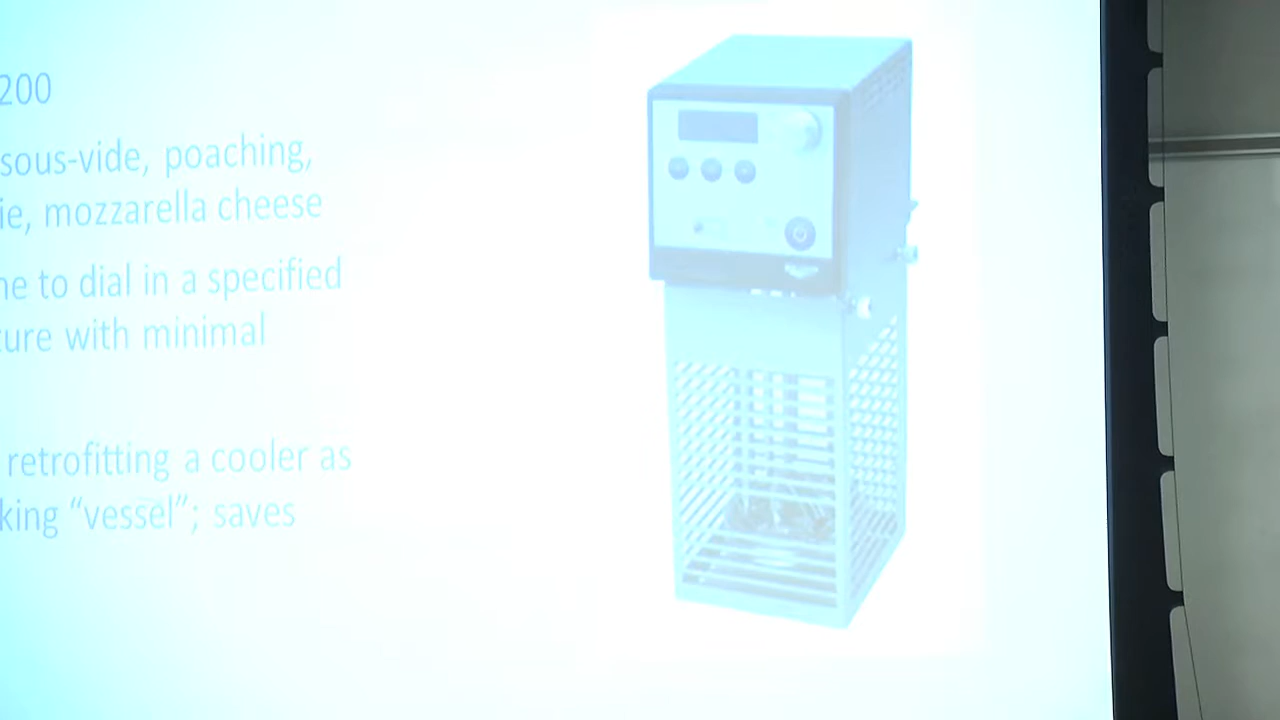 200
sous-vide, poaching,
ie, mozzarella cheese
ne to dial in a specified
ture with minimal
retrofitting a cooler as
king “vessel”; saves